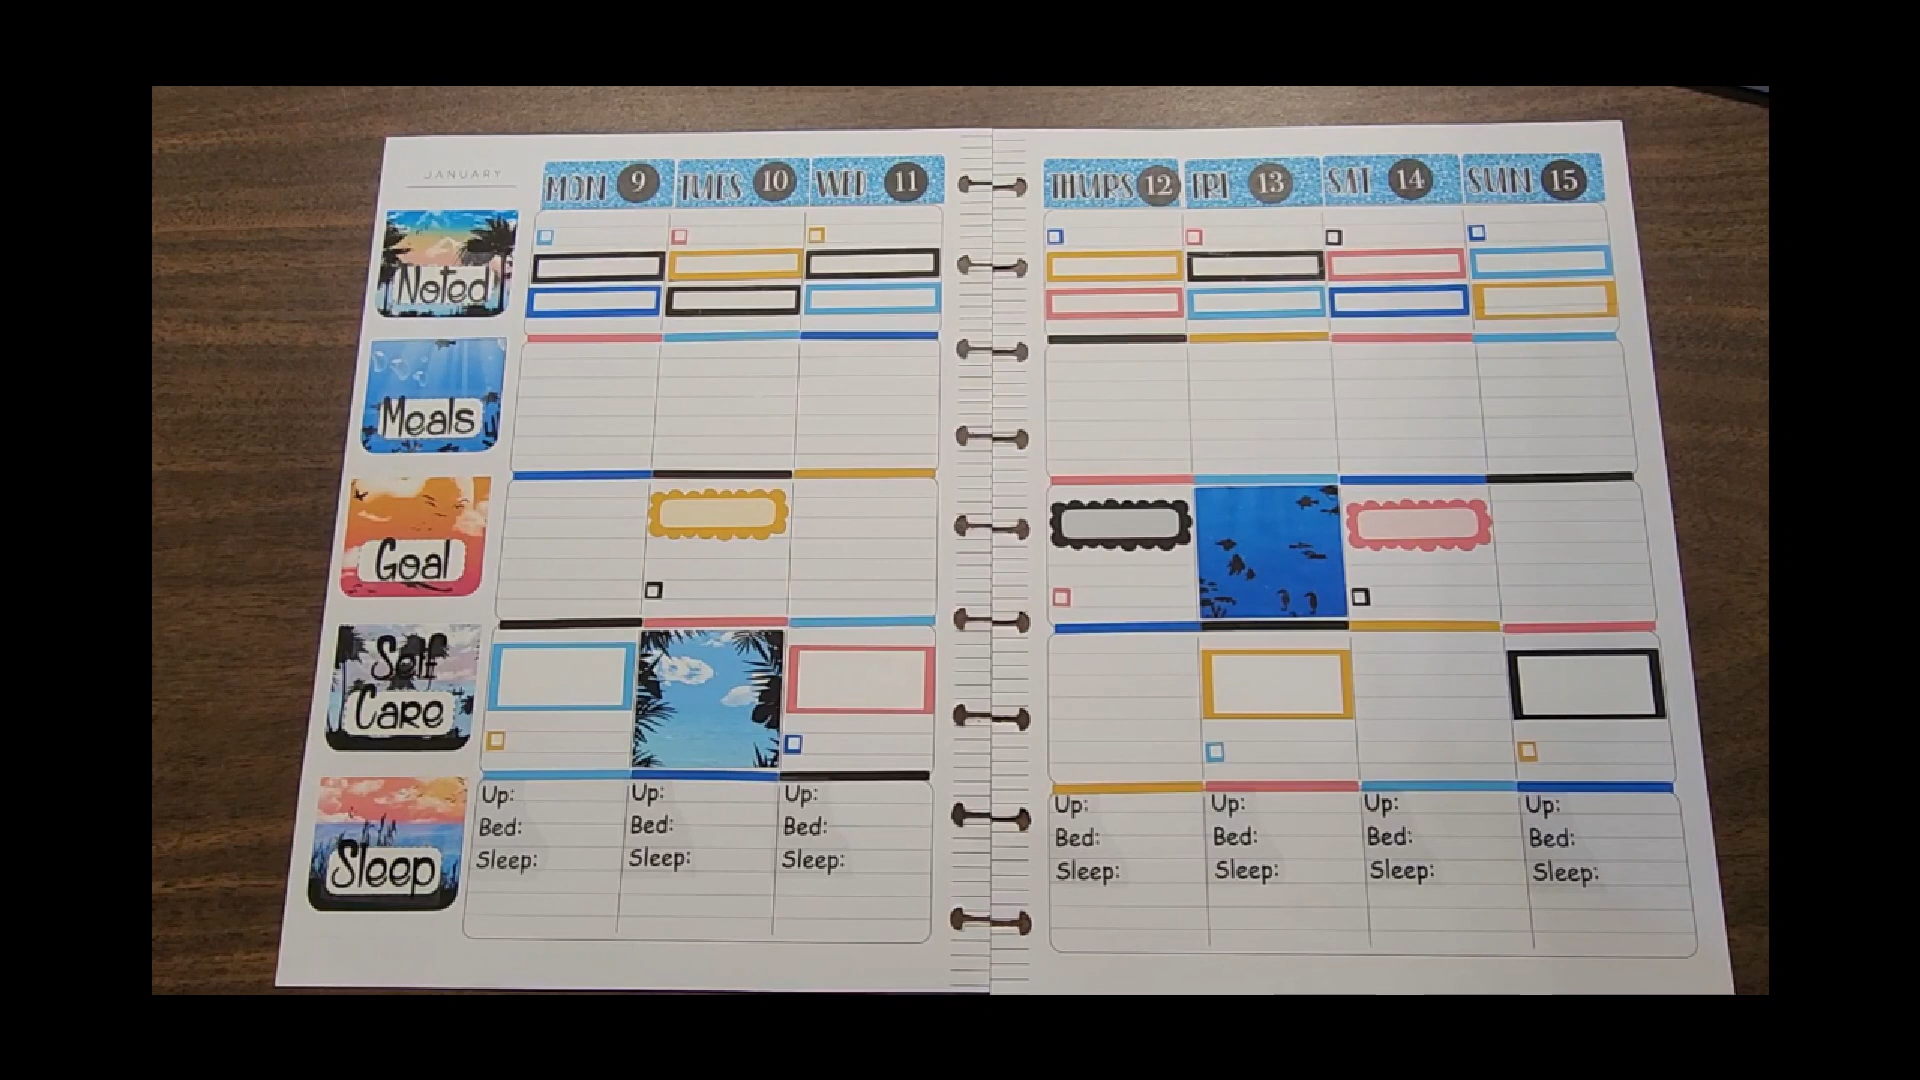 JANUARY
MON 9 TUES 10 WED 11 THURS 12 FRI 13 SAT 14 SUN 15
Noted
Meals
Goal
Self
Care
Sleep
Up: Up: Up: Up: Up: Up: Up:
Bed: Bed: Bed: Bed: Bed: Bed: Bed:
Sleep: Sleep: Sleep: Sleep: Sleep: Sleep: Sleep: